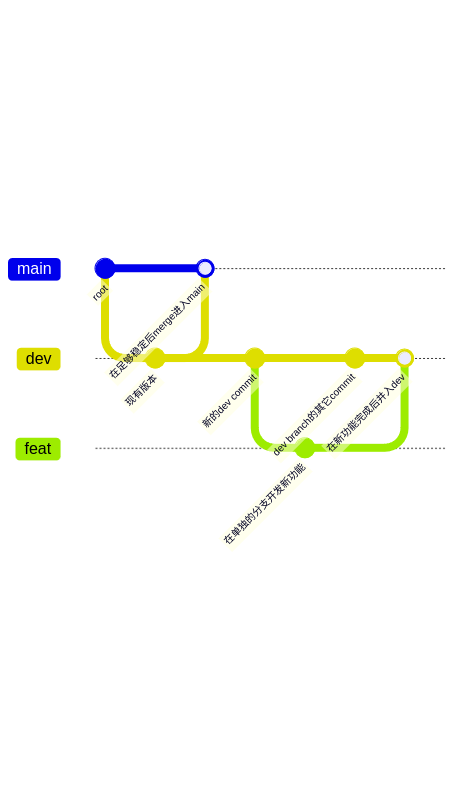 main
root
在足够稳定后merge进入main
dev
现有版本
新的dev commit
dev branch的其它commit
在新功能完成后并入dev
feat
在单独的分支开发新功能